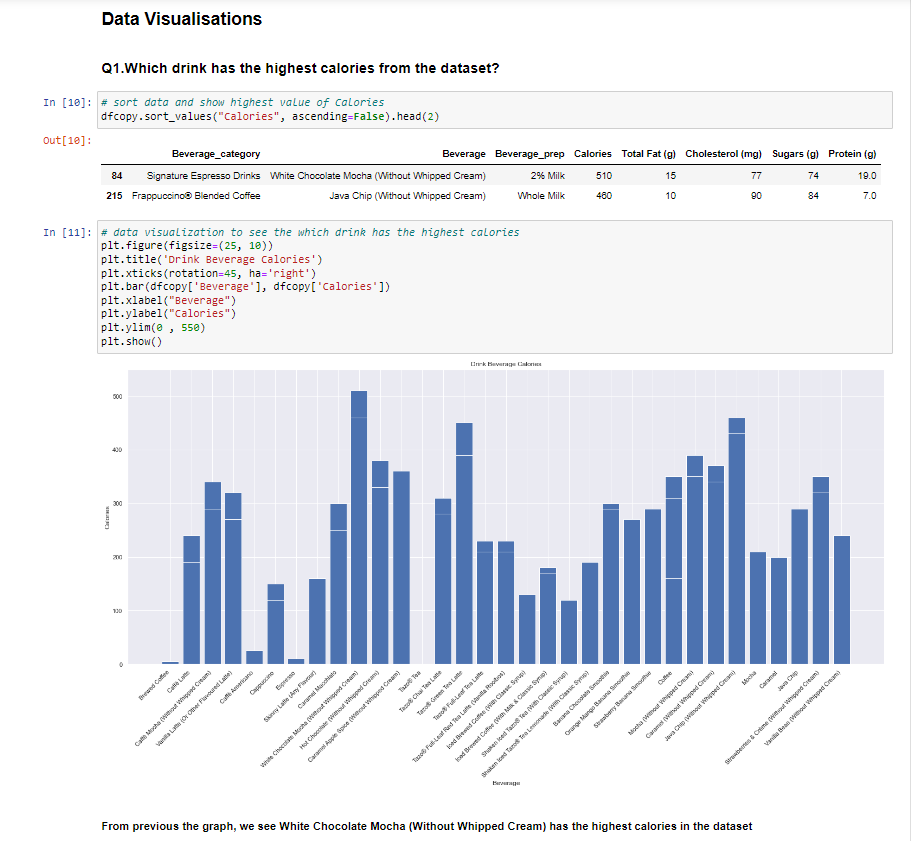 Data Visualisations
Q1.Which drink has the highest calories from the dataset?
In [10]: # sort data and show highest value of Calories
dfcopy.sort_values("Calories", ascending=False).head(2)
Out[10]:
Beverage_category Beverage Beverage_prep Calories Total Fat (g) Cholesterol (mg) Sugars (g) Protein (g)
84 Signature Espresso Drinks White Chocolate Mocha (Without Whipped Cream) 2% Milk 510 15 77 74 19.0
215 Frappuccino® Blended Coffee Java Chip (Without Whipped Cream) Whole Milk 460 10 90 84 7.0
In [11]: # data visualization to see the which drink has the highest calories
plt.figure(figsize=(25, 10))
plt.title('Drink Beverage Calories')
plt.xticks(rotation=45, ha='right')
plt.bar(dfcopy['Beverage'], dfcopy['Calories'])
plt.xlabel("Beverage")
plt.ylabel("Calories")
plt.ylim(0 , 550)
plt.show()
Drink Beverage Calories
500
400
300
200
100
0
Calories
Brewed Coffee
Caffè Latte
Caffè Mocha (Without Whipped Cream)
Vanilla Latte (Or Other Flavoured Latte)
Caffè Americano
Cappuccino
Espresso
Skinny Latte (Any Flavour)
Caramel Macchiato
White Chocolate Mocha (Without Whipped Cream)
Hot Chocolate (Without Whipped Cream)
Caramel Apple Spice (Without Whipped Cream)
Tazo® Tea
Tazo® Chai Tea Latte
Tazo® Green Tea Latte
Tazo® Full-Leaf Tea Latte
Tazo® Full-Leaf Red Tea Latte (Vanilla Rooibos)
Iced Brewed Coffee (With Classic Syrup)
Iced Brewed Coffee (With Milk & Classic Syrup)
Shaken Iced Tazo® Tea (With Classic Syrup)
Shaken Iced Tazo® Tea Lemonade (With Classic Syrup)
Banana Chocolate Smoothie
Orange Mango Banana Smoothie
Strawberry Banana Smoothie
Coffee
Mocha (Without Whipped Cream)
Caramel (Without Whipped Cream)
Java Chip (Without Whipped Cream)
Mocha
Caramel
Java Chip
Strawberries & Crème (Without Whipped Cream)
Vanilla Bean (Without Whipped Cream)
Beverage
From previous the graph, we see White Chocolate Mocha (Without Whipped Cream) has the highest calories in the dataset